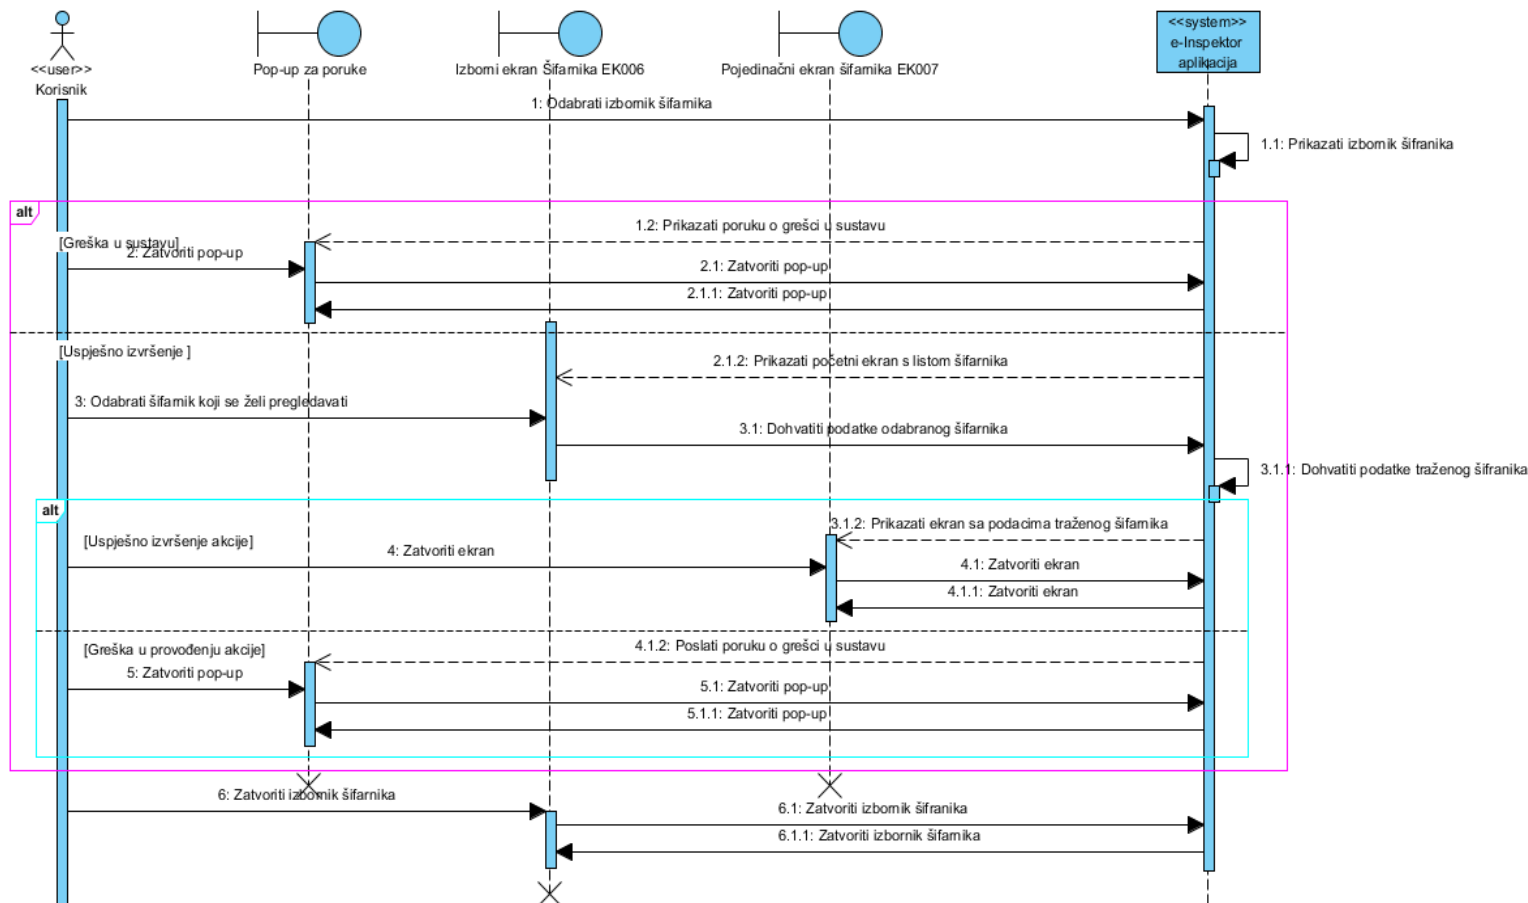 <<user>>
Korisnik
Pop-up za poruke
Izborni ekran Šifarnika EK006
Pojedinačni ekran šifarnika EK007
<<system>>
e-Inspektor
aplikacija
1: Odabrati izbornik šifarnika
1.1: Prikazati izbornik šifranika
alt
1.2: Prikazati poruku o grešci u sustavu
[Greška u sustavu]
2: Zatvoriti pop-up
2.1: Zatvoriti pop-up
2.1.1: Zatvoriti pop-up
[Uspješno izvršenje ]
2.1.2: Prikazati početni ekran s listom šifarnika
3: Odabrati šifarnik koji se želi pregledavati
3.1: Dohvatiti podatke odabranog šifarnika
3.1.1: Dohvatiti podatke traženog šifranika
alt
3.1.2: Prikazati ekran sa podacima traženog šifarnika
[Uspješno izvršenje akcije]
4: Zatvoriti ekran
4.1: Zatvoriti ekran
4.1.1: Zatvoriti ekran
4.1.2: Poslati poruku o grešci u sustavu
[Greška u provođenju akcije]
5: Zatvoriti pop-up
5.1: Zatvoriti pop-up
5.1.1: Zatvoriti pop-up
6: Zatvoriti izbornik šifarnika
6.1: Zatvoriti izbornik šifranika
6.1.1: Zatvoriti izbornik šifarnika